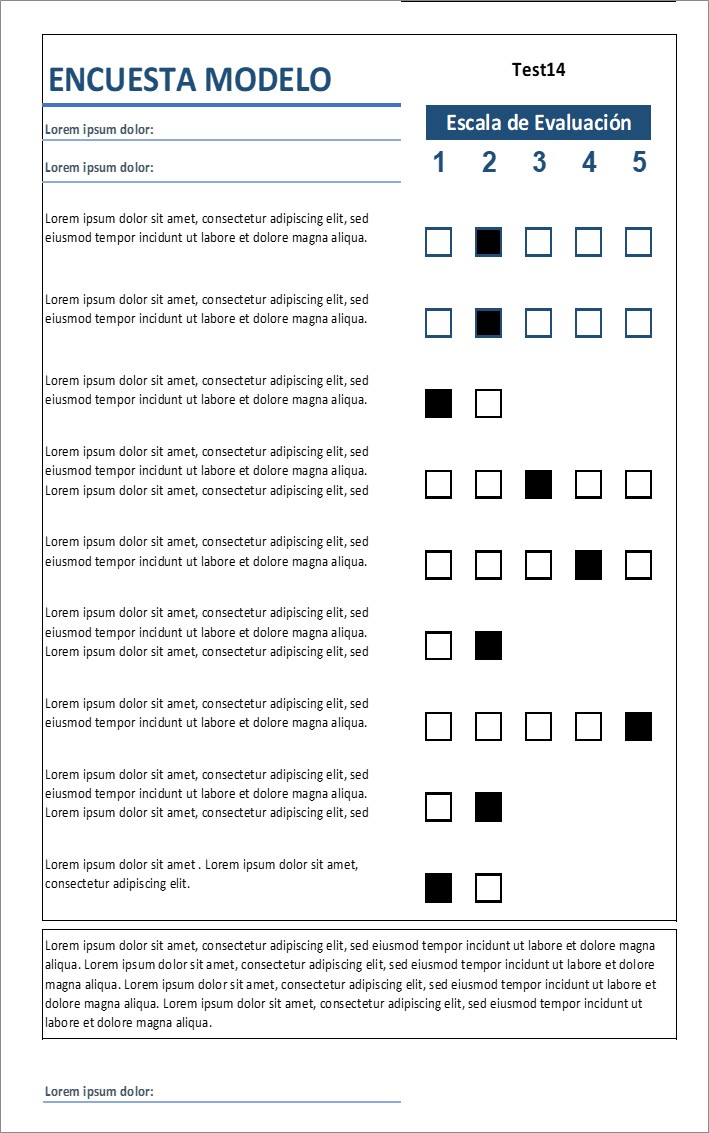 ENCUESTA MODELO
Test14
Lorem ipsum dolor:
Escala de Evaluación
Lorem ipsum dolor:
1 2 3 4 5
Lorem ipsum dolor sit amet, consectetur adipiscing elit, sed
eiusmod tempor incidunt ut labore et dolore magna aliqua.
Lorem ipsum dolor sit amet, consectetur adipiscing elit, sed
eiusmod tempor incidunt ut labore et dolore magna aliqua.
Lorem ipsum dolor sit amet, consectetur adipiscing elit, sed
eiusmod tempor incidunt ut labore et dolore magna aliqua.
Lorem ipsum dolor sit amet, consectetur adipiscing elit, sed
eiusmod tempor incidunt ut labore et dolore magna aliqua.
Lorem ipsum dolor sit amet, consectetur adipiscing elit, sed
Lorem ipsum dolor sit amet, consectetur adipiscing elit, sed
eiusmod tempor incidunt ut labore et dolore magna aliqua.
Lorem ipsum dolor sit amet, consectetur adipiscing elit, sed
eiusmod tempor incidunt ut labore et dolore magna aliqua.
Lorem ipsum dolor sit amet, consectetur adipiscing elit, sed
Lorem ipsum dolor sit amet, consectetur adipiscing elit, sed
eiusmod tempor incidunt ut labore et dolore magna aliqua.
Lorem ipsum dolor sit amet, consectetur adipiscing elit, sed
eiusmod tempor incidunt ut labore et dolore magna aliqua.
Lorem ipsum dolor sit amet, consectetur adipiscing elit, sed
Lorem ipsum dolor sit amet . Lorem ipsum dolor sit amet,
consectetur adipiscing elit.
Lorem ipsum dolor sit amet, consectetur adipiscing elit, sed eiusmod tempor incidunt ut labore et dolore magna
aliqua. Lorem ipsum dolor sit amet, consectetur adipiscing elit, sed eiusmod tempor incidunt ut labore et dolore
magna aliqua. Lorem ipsum dolor sit amet, consectetur adipiscing elit, sed eiusmod tempor incidunt ut labore et
dolore magna aliqua. Lorem ipsum dolor sit amet, consectetur adipiscing elit, sed eiusmod tempor incidunt ut
labore et dolore magna aliqua.
Lorem ipsum dolor: